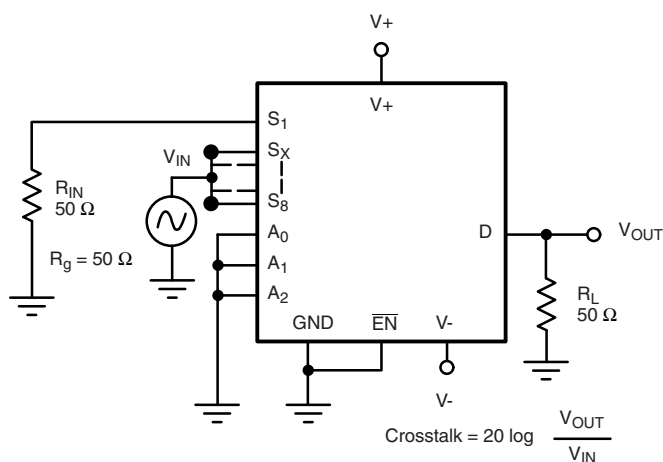 V+
V+
S1
SX
VIN
S8
RIN
50 Ω
Rg = 50 Ω
A0
A1
A2
D
VOUT
RL
50 Ω
GND
EN
V-
V-
Crosstalk = 20 log VOUT
VIN